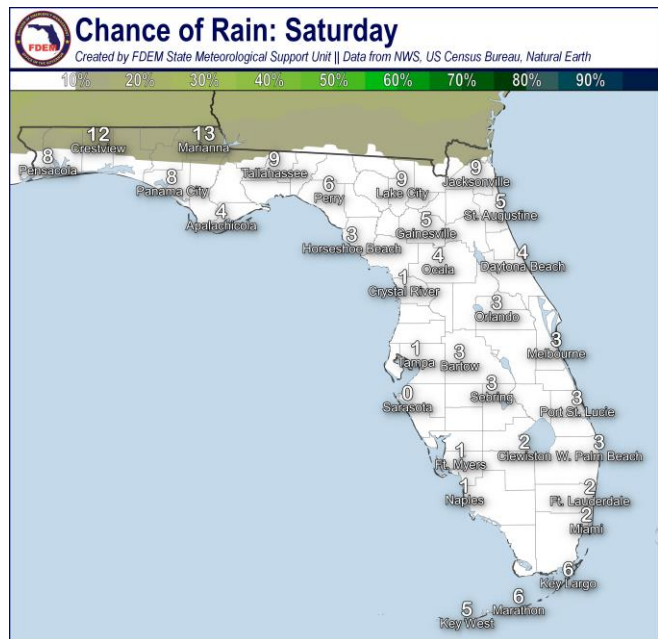 Chance of Rain: Saturday
Created by FDEM State Meteorological Support Unit || Data from NWS, US Census Bureau, Natural Earth
FDEM
10% 20% 30% 40% 50% 60% 70% 80% 90%
12
Crestview
13
Marianna
8
Pensacola
9
Tallahassee
8
Panama City
6
Perry
9
Lake City
9
Jacksonville
4
Apalachicola
5
St. Augustine
5
Gainesville
3
Horseshoe Beach
4
Ocala
4
Daytona Beach
1
Crystal River
3
Orlando
1
Tampa
3
Bartow
3
Melbourne
0
Sarasota
3
Sebring
3
Port St. Lucie
1
Ft. Myers
2
Clewiston
3
W. Palm Beach
1
Naples
2
Ft. Lauderdale
2
Miami
6
Key Largo
6
Marathon
5
Key West